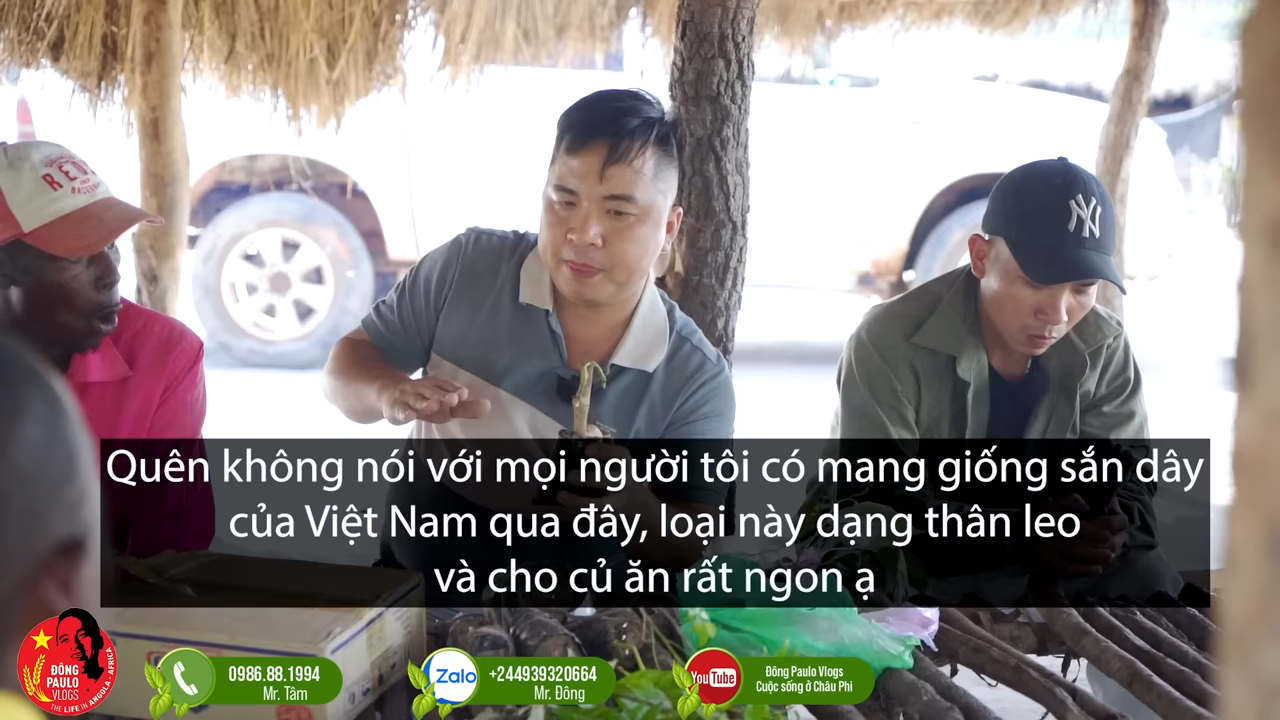 RED
NY
Quên không nói với mọi người tôi có mang giống sắn dây
của Việt Nam qua đây, loại này dạng thân leo
và cho củ ăn rất ngon ạ
ĐÔNG
PAULO
VLOGS
THE LIFE IN ANGOLA - AFRICA
0986.88.1994
Mr. Tâm
Zalo
+244939320664
Mr. Đông
YouTube
Đông Paulo Vlogs
Cuộc sống ở Châu Phi